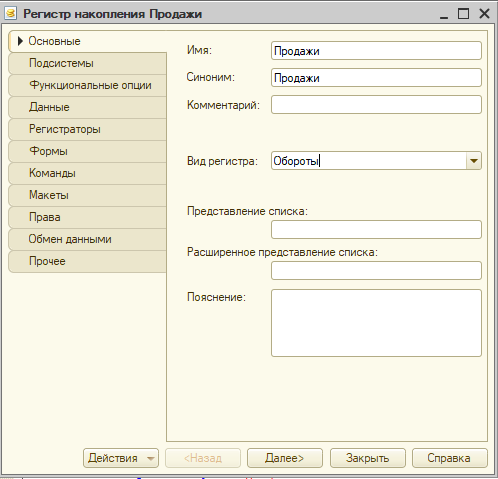 Регистр накопления Продажи
Основные
Подсистемы
Функциональные опции
Данные
Регистраторы
Формы
Команды
Макеты
Права
Обмен данными
Прочее
Имя: Продажи
Синоним: Продажи
Комментарий:
Вид регистра: Обороты
Представление списка:
Расширенное представление списка:
Пояснение:
Действия <Назад Далее> Закрыть Справка